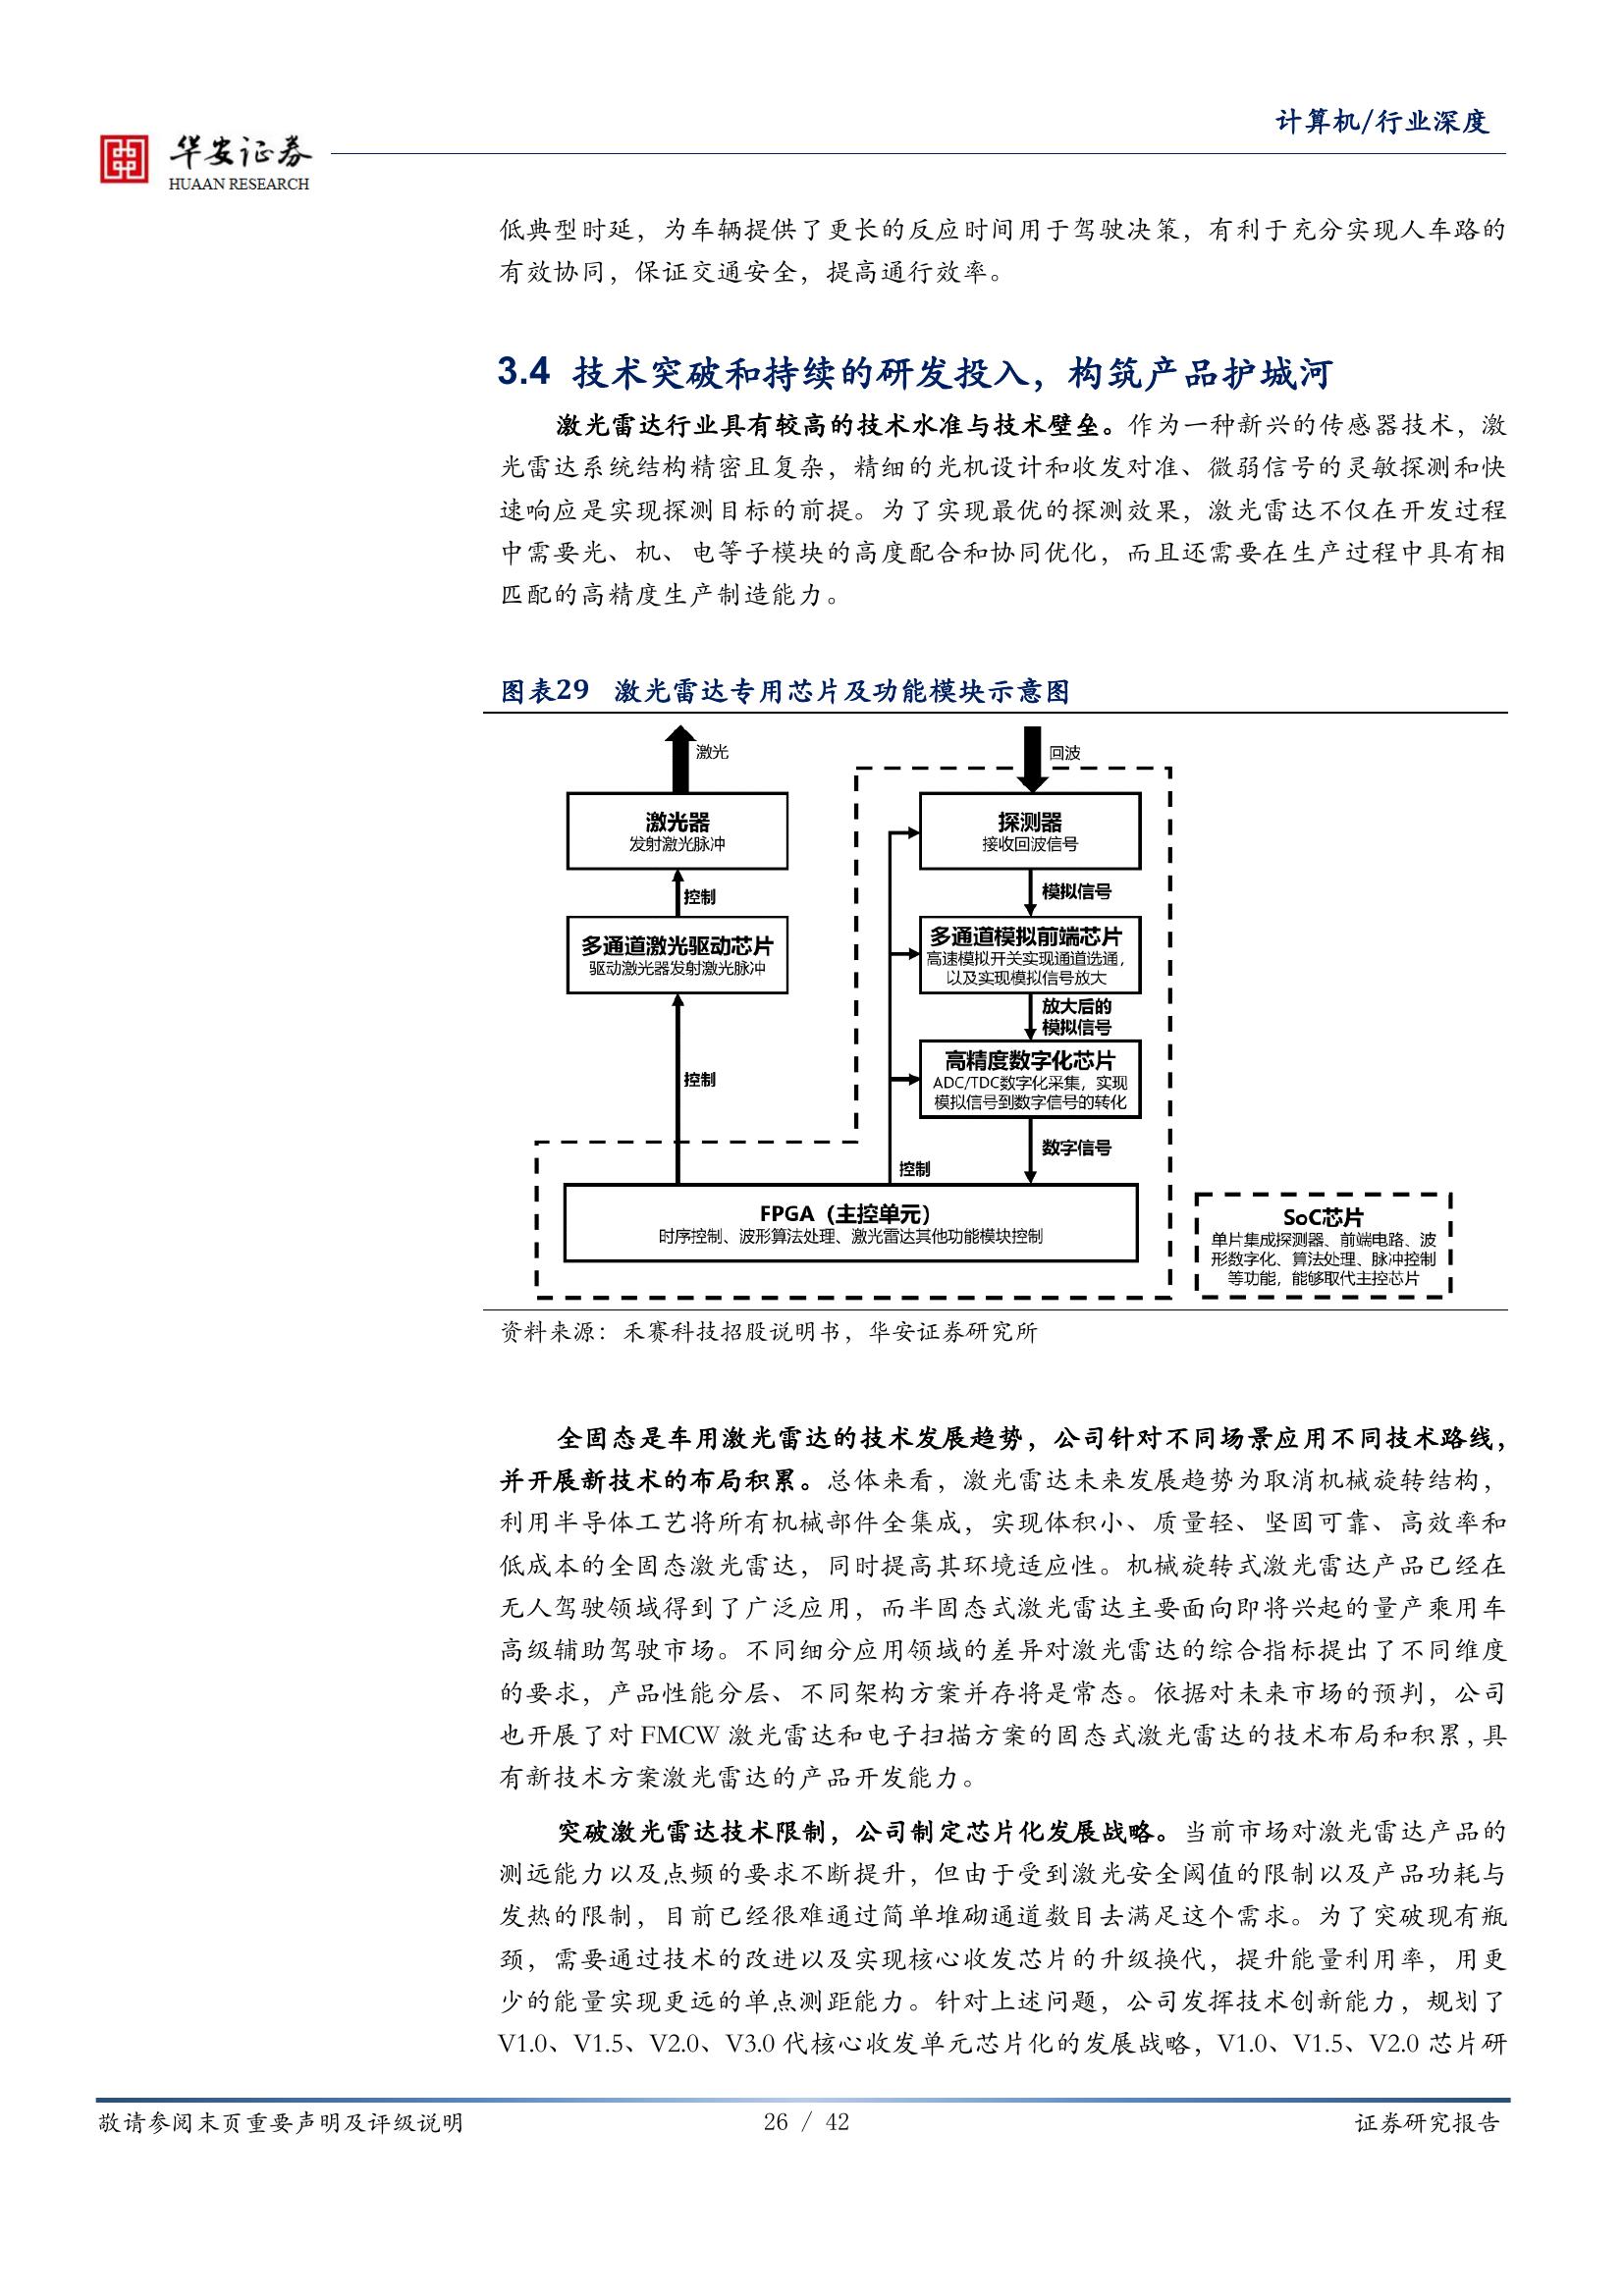 计算机/行业深度
华安证券
HUAAN RESEARCH
低典型时延，为车辆提供了更长的反应时间用于驾驶决策，有利于充分实现人车路的
有效协同，保证交通安全，提高通行效率。
3.4 技术突破和持续的研发投入，构筑产品护城河
激光雷达行业具有较高的技术水准与技术壁垒。作为一种新兴的传感器技术，激
光雷达系统结构精密且复杂，精细的光机设计和收发对准、微弱信号的灵敏探测和快
速响应是实现探测目标的前提。为了实现最优的探测效果，激光雷达不仅在开发过程
中需要光、机、电等子模块的高度配合和协同优化，而且还需要在生产过程中具有相
匹配的高精度生产制造能力。
图表29 激光雷达专用芯片及功能模块示意图
激光
回波
激光器
发射激光脉冲
探测器
接收回波信号
控制
模拟信号
多通道激光驱动芯片
驱动激光器发射激光脉冲
多通道模拟前端芯片
高速模拟开关实现通道选通，
以及实现模拟信号放大
放大后的
模拟信号
控制
高精度数字化芯片
ADC/TDC数字化采集，实现
模拟信号到数字信号的转化
数字信号
控制
FPGA（主控单元）
时序控制、波形算法处理、激光雷达其他功能模块控制
SoC芯片
单片集成探测器、前端电路、波
形数字化、算法处理、脉冲控制
等功能，能够取代主控芯片
资料来源：禾赛科技招股说明书，华安证券研究所
全固态是车用激光雷达的技术发展趋势，公司针对不同场景应用不同技术路线，
并开展新技术的布局积累。总体来看，激光雷达未来发展趋势为取消机械旋转结构，
利用半导体工艺将所有机械部件全集成，实现体积小、质量轻、坚固可靠、高效率和
低成本的全固态激光雷达，同时提高其环境适应性。机械旋转式激光雷达产品已经在
无人驾驶领域得到了广泛应用，而半固态式激光雷达主要面向即将兴起的量产乘用车
高级辅助驾驶市场。不同细分应用领域的差异对激光雷达的综合指标提出了不同维度
的要求，产品性能分层、不同架构方案并存将是常态。依据对未来市场的预判，公司
也开展了对 FMCW 激光雷达和电子扫描方案的固态式激光雷达的技术布局和积累，具
有新技术方案激光雷达的产品开发能力。
突破激光雷达技术限制，公司制定芯片化发展战略。当前市场对激光雷达产品的
测远能力以及点频的要求不断提升，但由于受到激光安全阈值的限制以及产品功耗与
发热的限制，目前已经很难通过简单堆砌通道数目去满足这个需求。为了突破现有瓶
颈，需要通过技术的改进以及实现核心收发芯片的升级换代，提升能量利用率，用更
少的能量实现更远的单点测距能力。针对上述问题，公司发挥技术创新能力，规划了
V1.0、V1.5、V2.0、V3.0 代核心收发单元芯片化的发展战略，V1.0、V1.5、V2.0 芯片研
敬请参阅末页重要声明及评级说明
26 / 42
证券研究报告